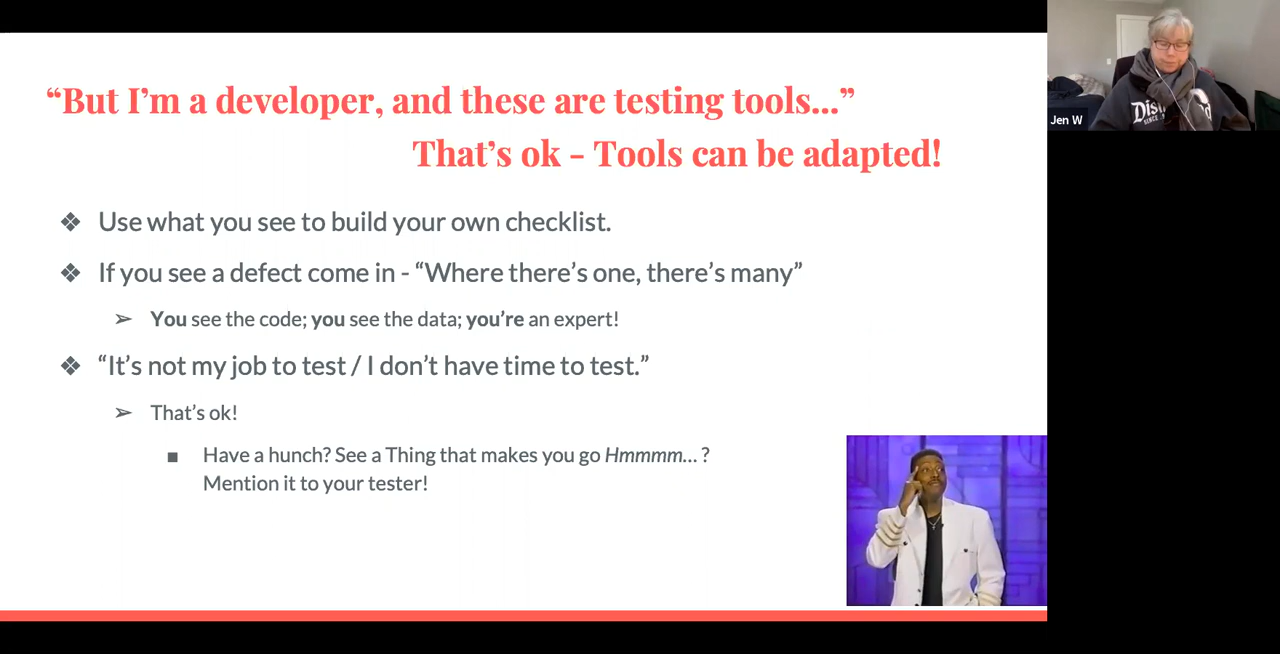 “But I’m a developer, and these are testing tools...”
That’s ok - Tools can be adapted!
❖ Use what you see to build your own checklist.
❖ If you see a defect come in - “Where there’s one, there’s many”
➢ You see the code; you see the data; you’re an expert!
❖ “It’s not my job to test / I don’t have time to test.”
➢ That’s ok!
■ Have a hunch? See a Thing that makes you go Hmmmm... ?
Mention it to your tester!
Jen W